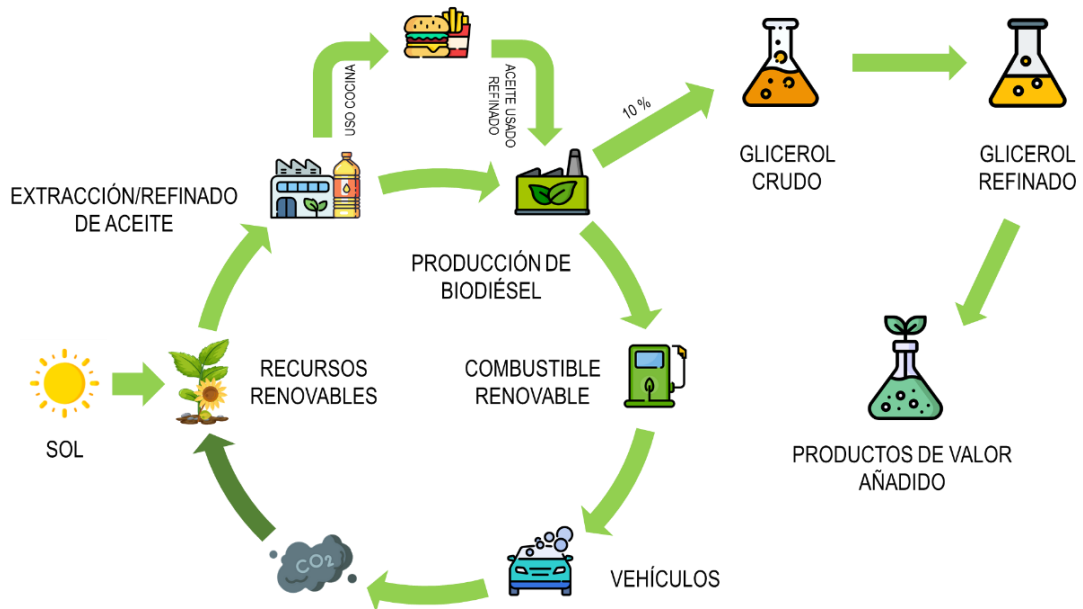 USO COCINA
ACEITE USADO
REFINADO
10 %
GLICEROL
CRUDO
GLICEROL
REFINADO
EXTRACCIÓN/REFINADO
DE ACEITE
PRODUCCIÓN DE
BIODIÉSEL
SOL
RECURSOS
RENOVABLES
COMBUSTIBLE
RENOVABLE
PRODUCTOS DE VALOR
AÑADIDO
CO2
VEHÍCULOS